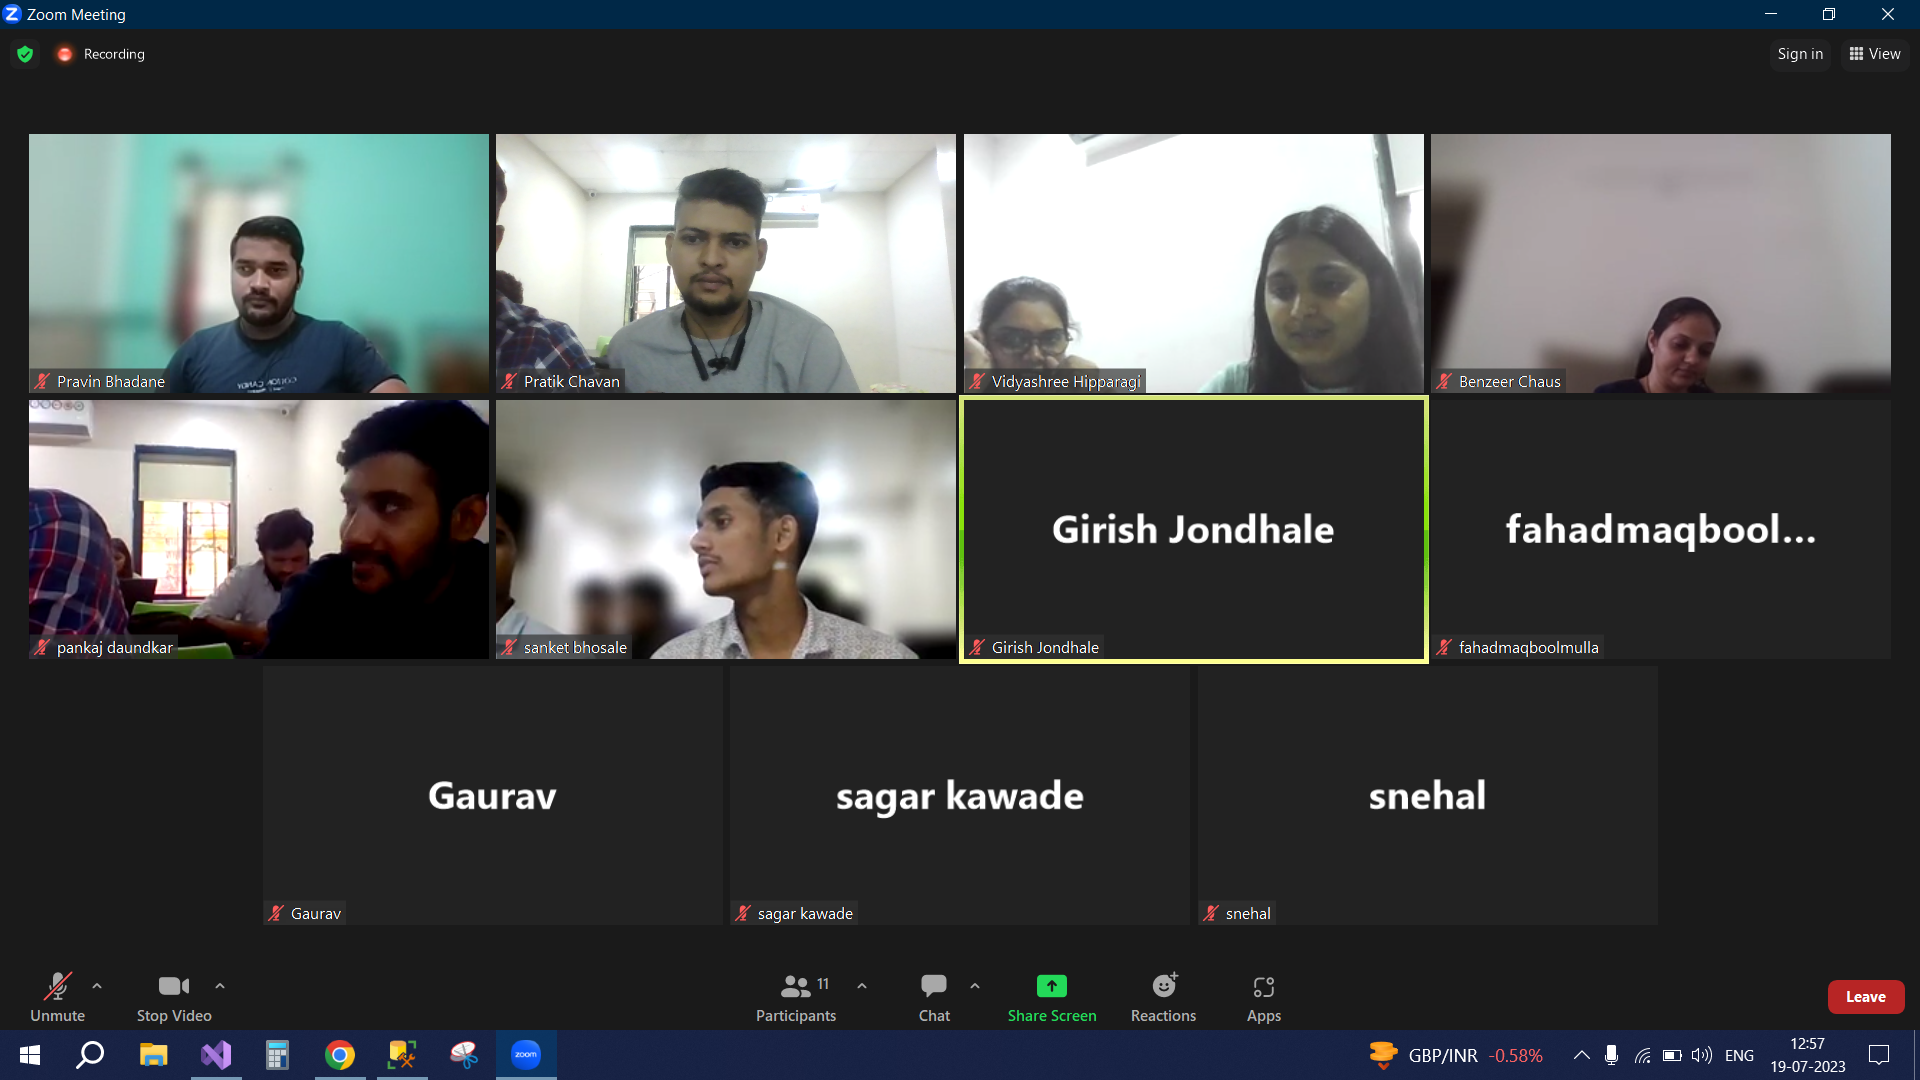 Zoom Meeting
Recording
Sign in
View
Pravin Bhadane
Pratik Chavan
Vidyashree Hipparagi
Benzeer Chaus
pankaj daundkar
sanket bhosale
Girish Jondhale
Girish Jondhale
fahadmaqbool...
fahadmaqboolmulla
Gaurav
Gaurav
sagar kawade
sagar kawade
snehal
snehal
Unmute
Stop Video
11
Participants
Chat
Share Screen
Reactions
Apps
Leave
zoom
GBP/INR -0.58%
ENG
12:57
19-07-2023